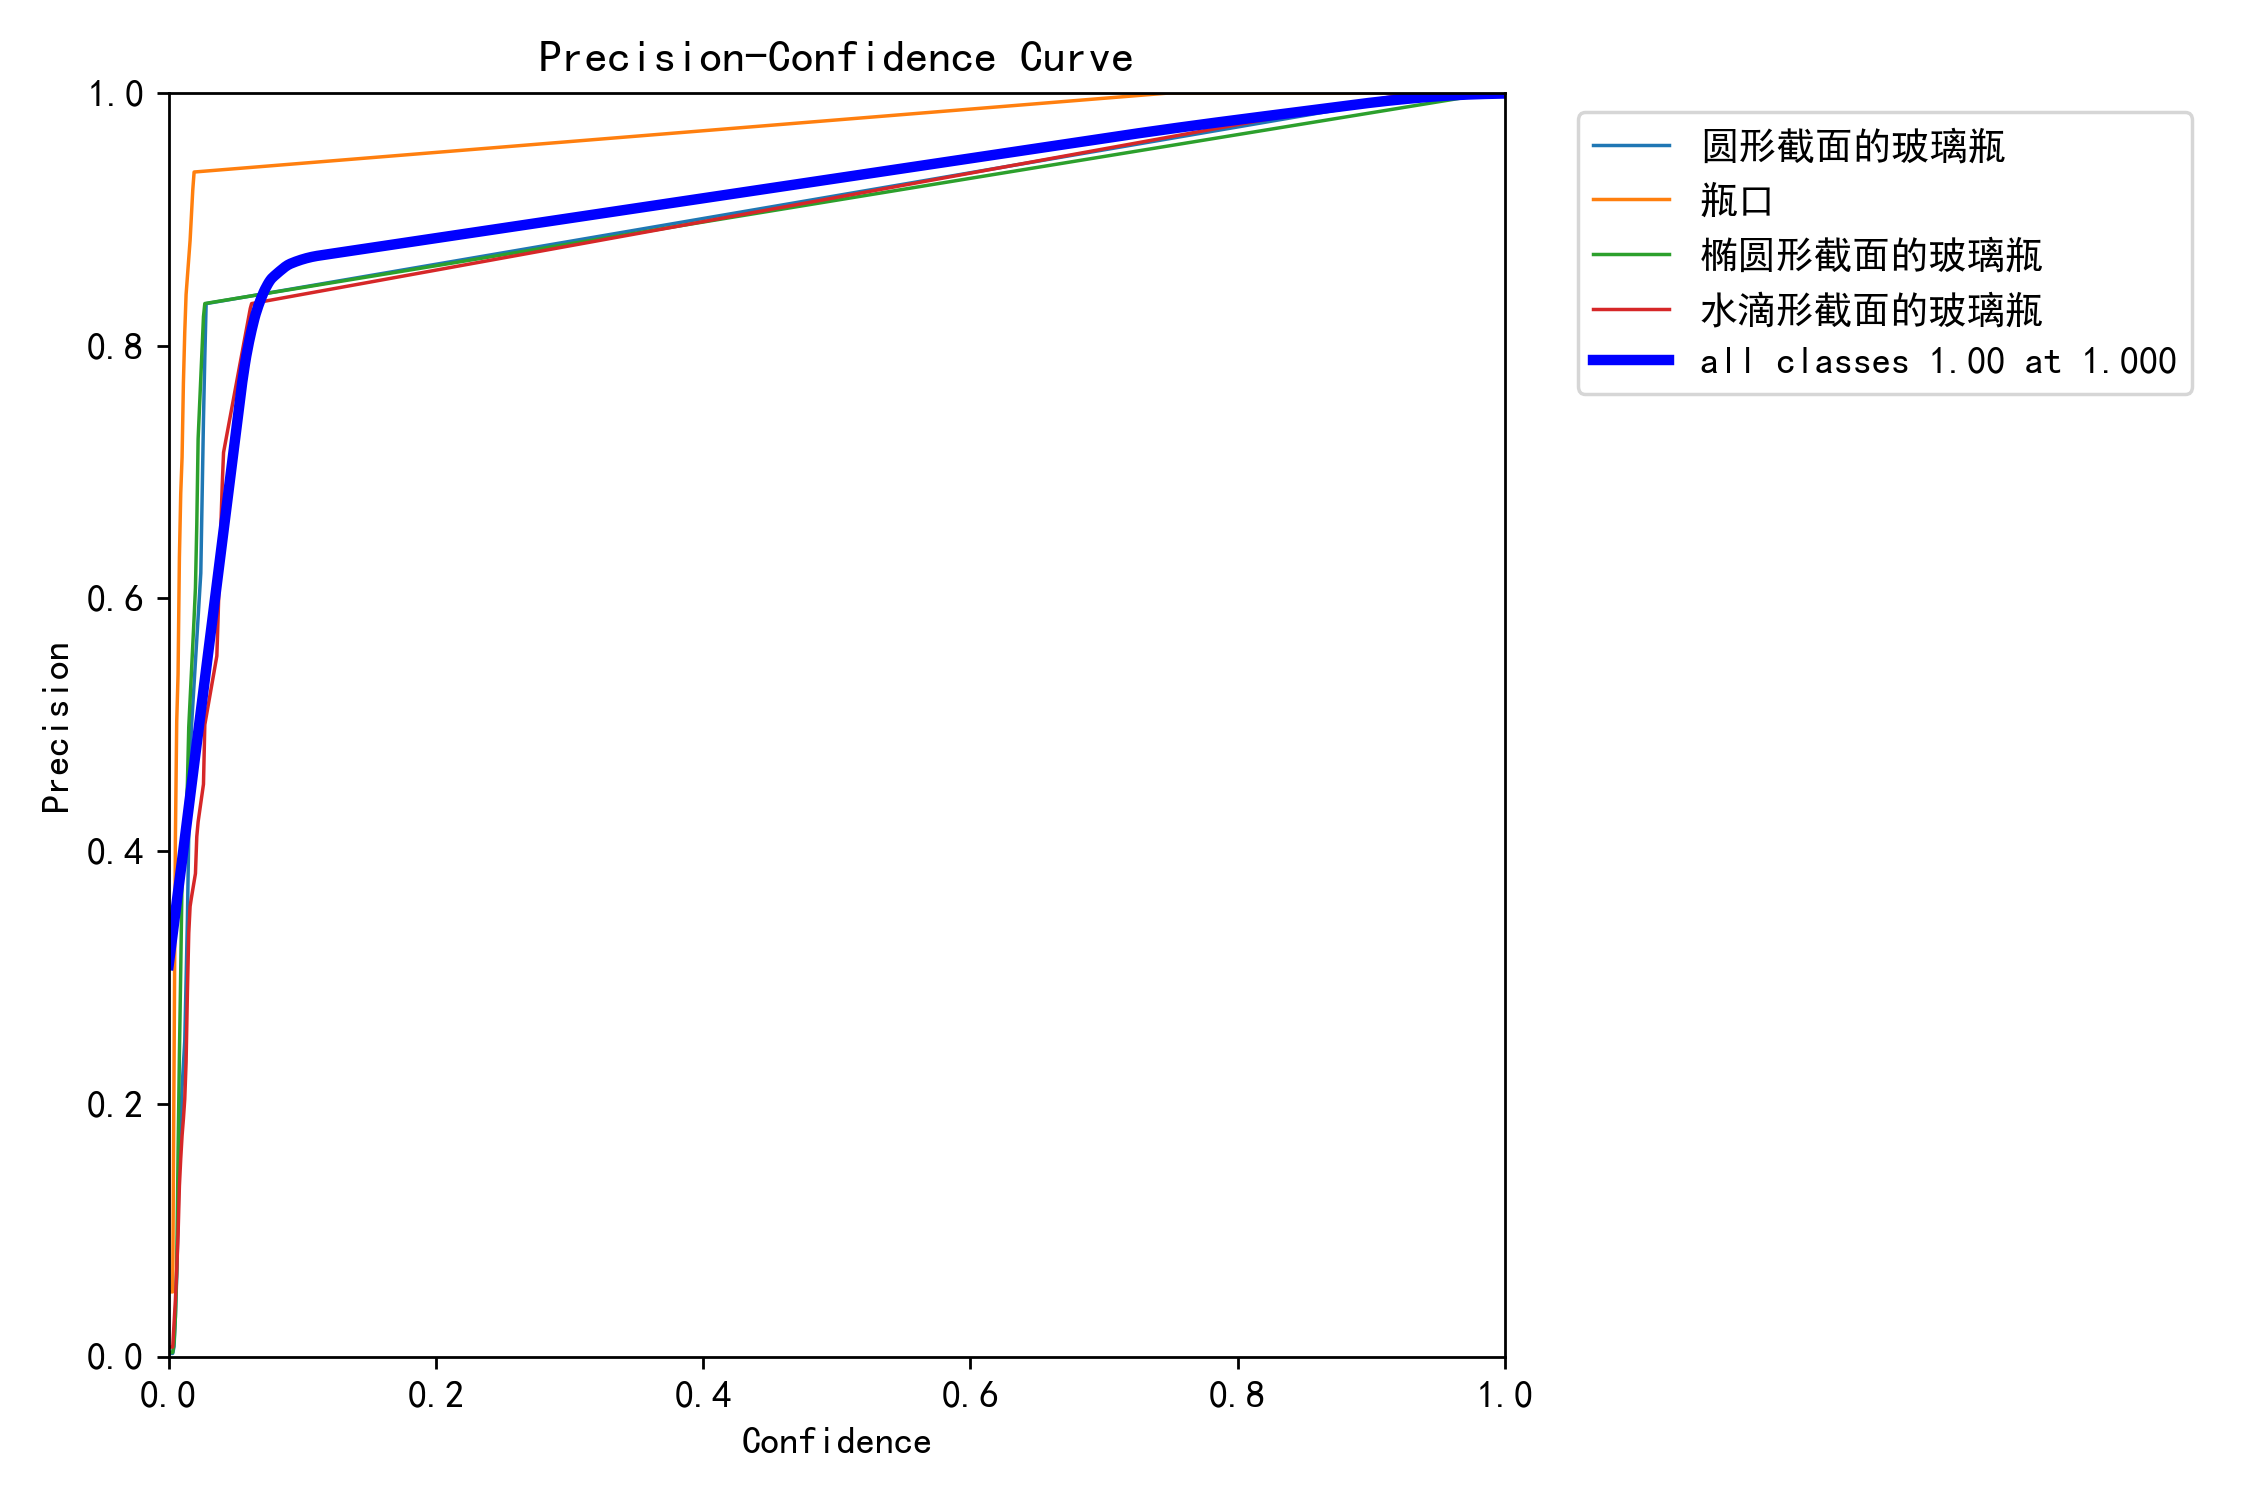 Precision-Confidence Curve
1.0
0.8
0.6
0.4
0.2
0.0
Precision
0.0 0.2 0.4 0.6 0.8 1.0
Confidence
圆形截面的玻璃瓶
瓶口
椭圆形截面的玻璃瓶
水滴形截面的玻璃瓶
all classes 1.00 at 1.000